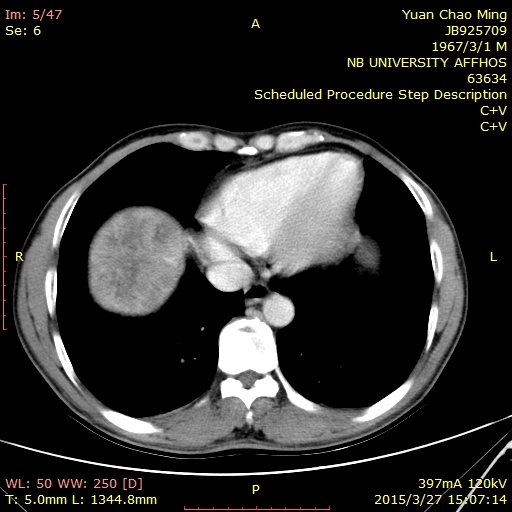 Im: 5/47
Se: 6
A
Yuan Chao Ming
JB925709
1967/3/1 M
NB UNIVERSITY AFFHOS
63634
Scheduled Procedure Step Description
C+V
C+V
R
L
WL: 50 WW: 250 [D]
T: 5.0mm L: 1344.8mm
P
397mA 120kV
2015/3/27 15:07:14